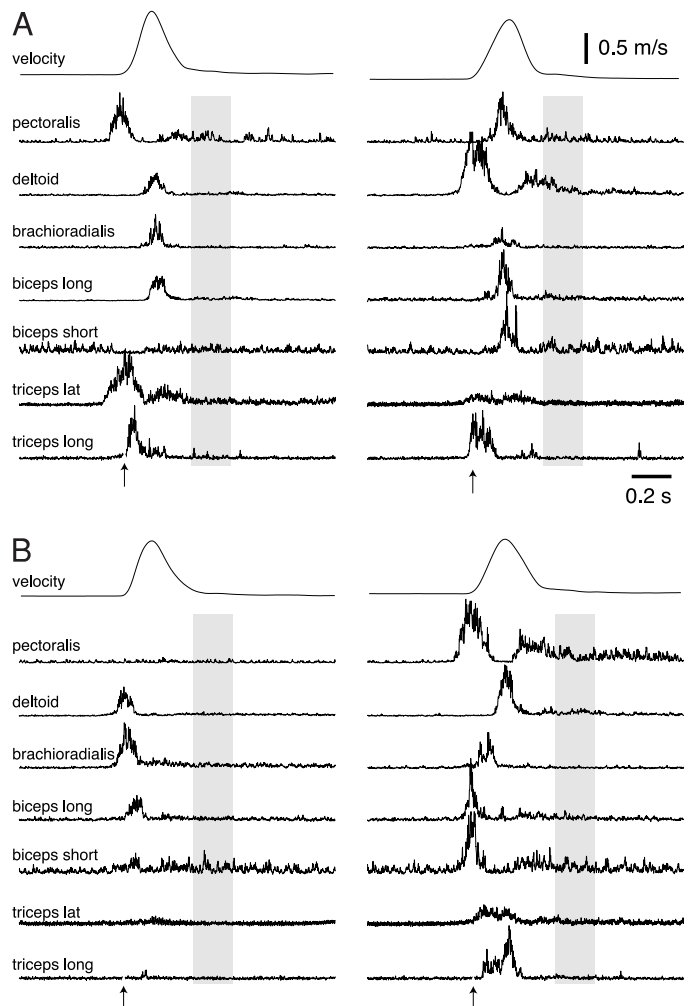 A
velocity
0.5 m/s
pectoralis
deltoid
brachioradialis
biceps long
biceps short
triceps lat
triceps long
0.2 s
B
velocity
pectoralis
deltoid
brachioradialis
biceps long
biceps short
triceps lat
triceps long